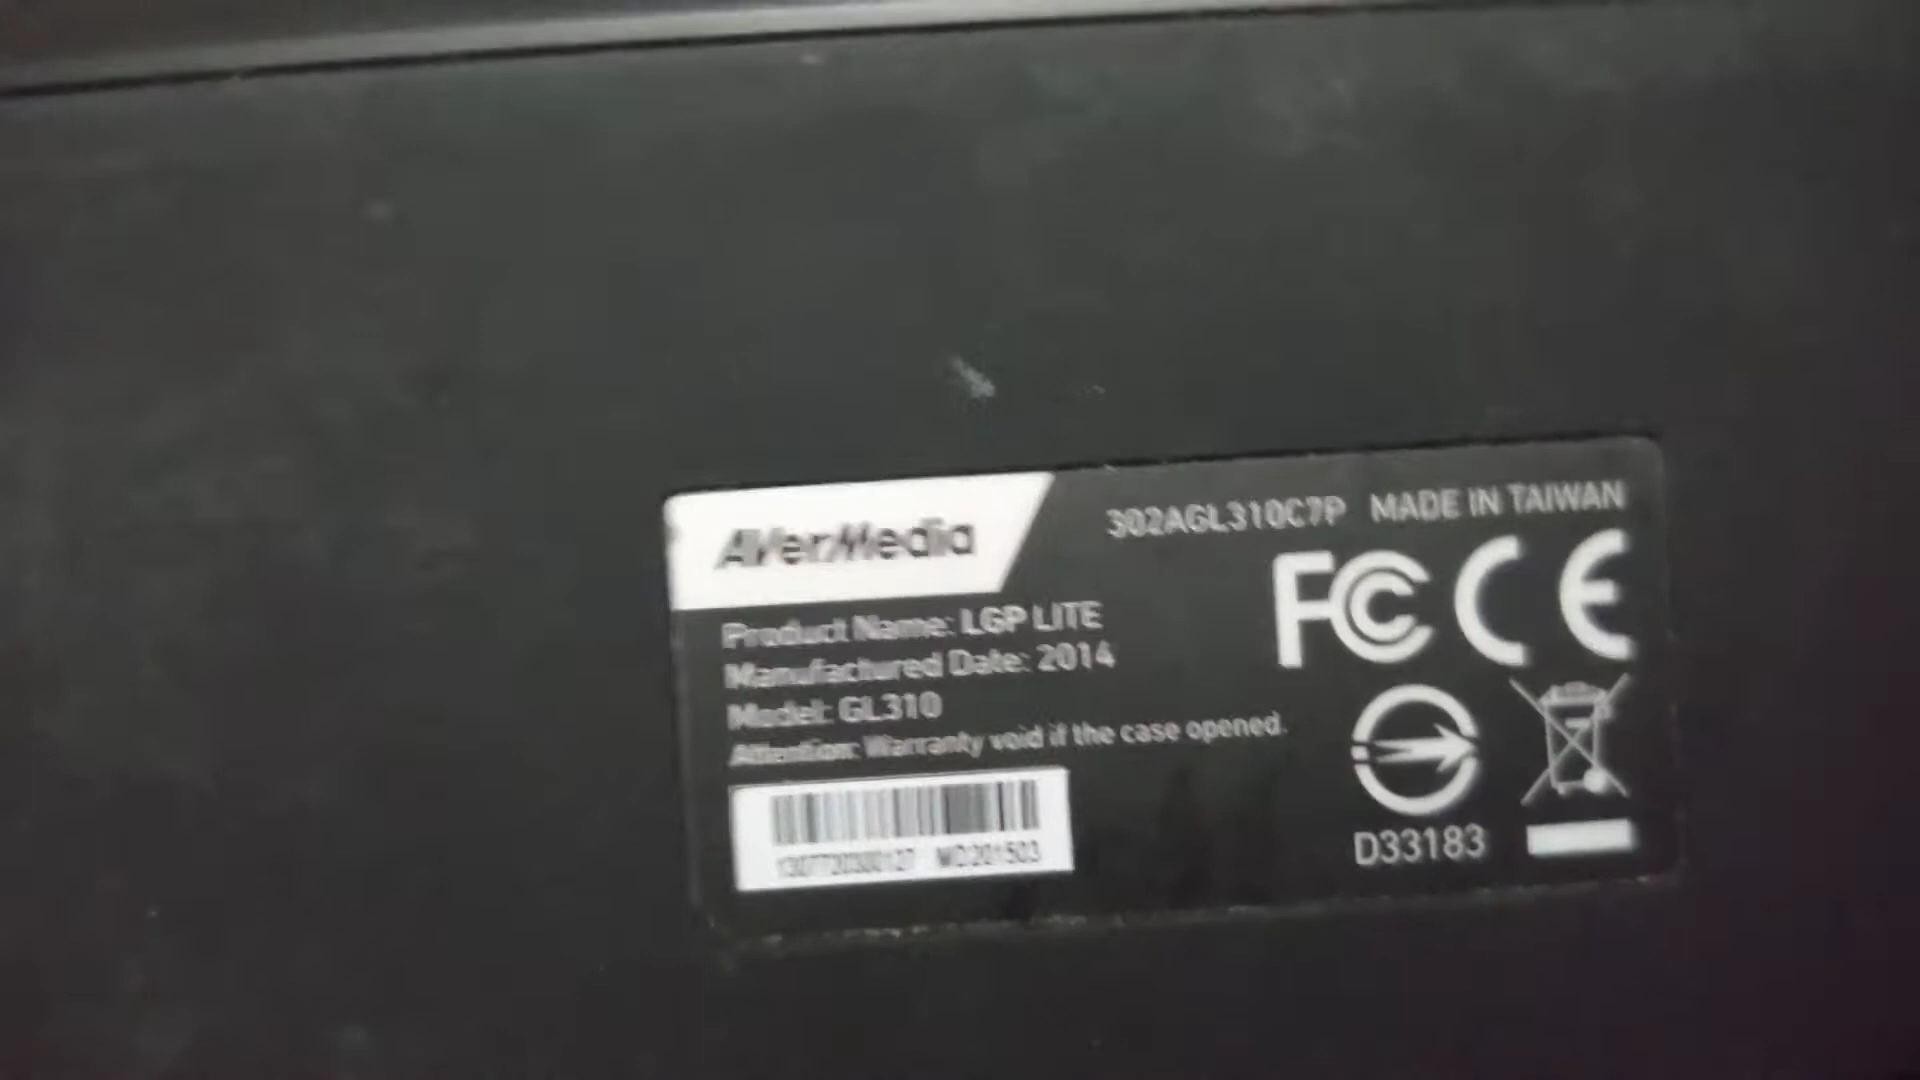 AVerMedia
302AGL310C7P MADE IN TAIWAN
FC CE
Product Name: LGP LITE
Manufactured Date: 2014
Model: GL310
Attention: Warranty void if the case opened.
D33183